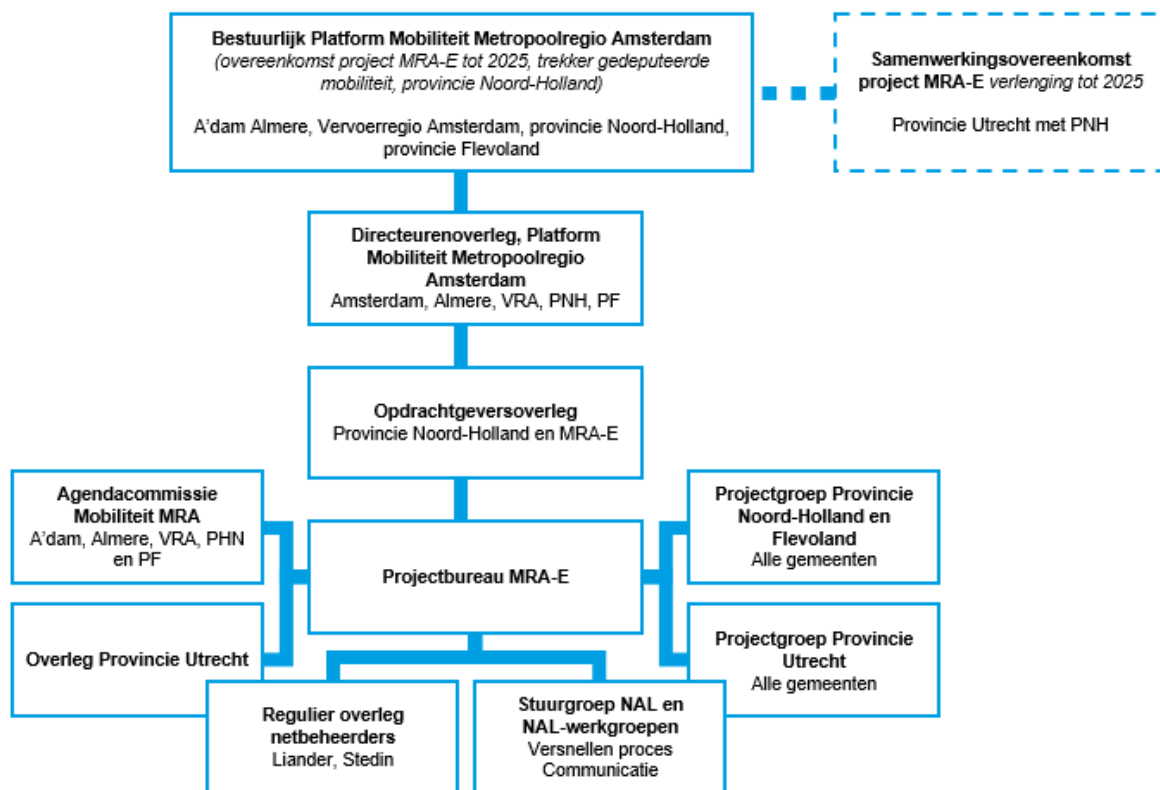 Bestuurlijk Platform Mobiliteit Metropoolregio Amsterdam
(overeenkomst project MRA-E tot 2025, trekker gedeputeerde
mobiliteit, provincie Noord-Holland)
A'dam Almere, Vervoerregio Amsterdam, provincie Noord-Holland,
provincie Flevoland
Samenwerkingsovereenkomst
project MRA-E verlenging tot 2025
Provincie Utrecht met PNH
Directeurenoverleg, Platform
Mobiliteit Metropoolregio
Amsterdam
Amsterdam, Almere, VRA, PNH, PF
Opdrachtgeversoverleg
Provincie Noord-Holland en MRA-E
Agendacommissie
Mobiliteit MRA
A'dam, Almere, VRA, PHN
en PF
Projectbureau MRA-E
Projectgroep Provincie
Noord-Holland en
Flevoland
Alle gemeenten
Overleg Provincie Utrecht
Projectgroep Provincie
Utrecht
Alle gemeenten
Regulier overleg
netbeheerders
Liander, Stedin
Stuurgroep NAL en
NAL-werkgroepen
Versnellen proces
Communicatie